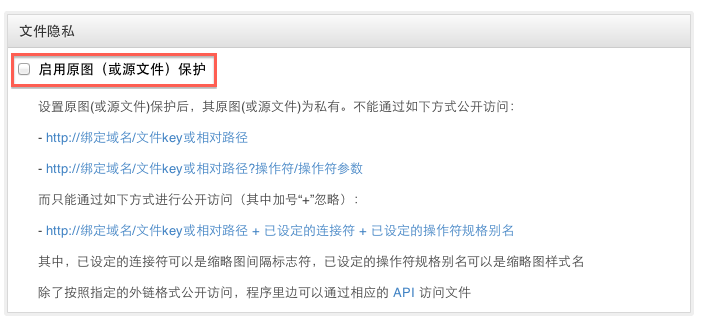 文件隐私
启用原图（或源文件）保护
设置原图(或源文件)保护后，其原图(或源文件)为私有。不能通过如下方式公开访问：
- http://绑定域名/文件key或相对路径
- http://绑定域名/文件key或相对路径?操作符/操作符参数
而只能通过如下方式进行公开访问（其中加号“+”忽略）：
- http://绑定域名/文件key或相对路径 + 已设定的连接符 + 已设定的操作符规格别名
其中，已设定的连接符可以是缩略图间隔标志符，已设定的操作符规格别名可以是缩略图样式名
除了按照指定的外链格式公开访问，程序里边可以通过相应的 API 访问文件